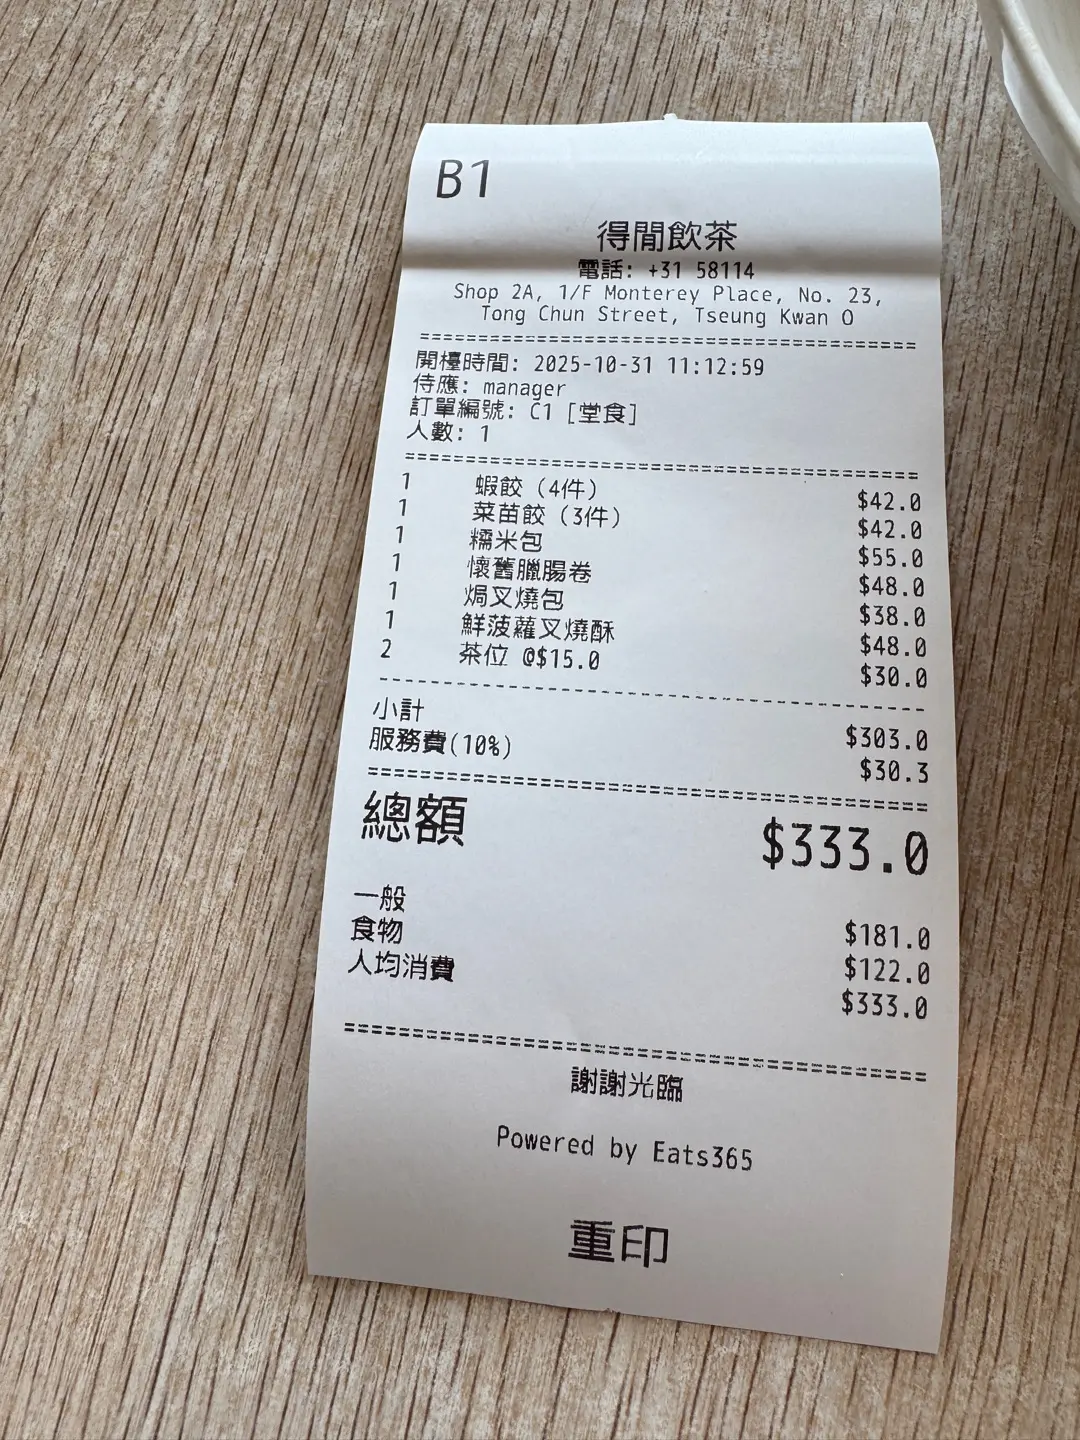 B1
得閒飲茶
電話: +31 58114
Shop 2A, 1/F Monterey Place, No. 23,
Tong Chun Street, Tseung Kwan O
開檯時間: 2025-10-31 11:12:59
侍應: manager
訂單編號: C1 [堂食]
人數: 1
1 蝦餃 (4件) $42.0
1 菜苗餃 (3件) $42.0
1 糯米包 $55.0
1 懷舊臘腸卷 $48.0
1 焗叉燒包 $38.0
1 鮮菠蘿叉燒酥 $48.0
2 茶位 @$15.0 $30.0
小計 $303.0
服務費(10%) $30.3
總額 $333.0
一般 $181.0
食物 $122.0
人均消費 $333.0
謝謝光臨
Powered by Eats365
重印